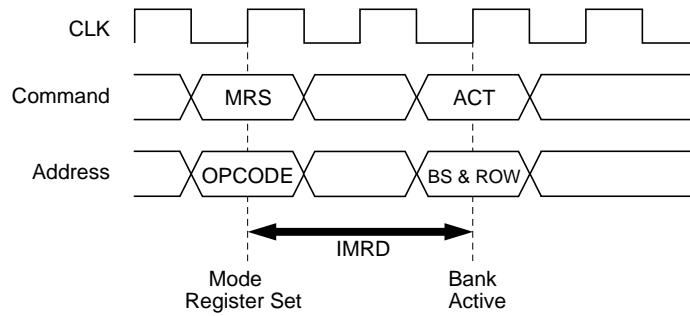 CLK
Command
MRS
ACT
Address
OPCODE
BS & ROW
IMRD
Mode
Register Set
Bank
Active